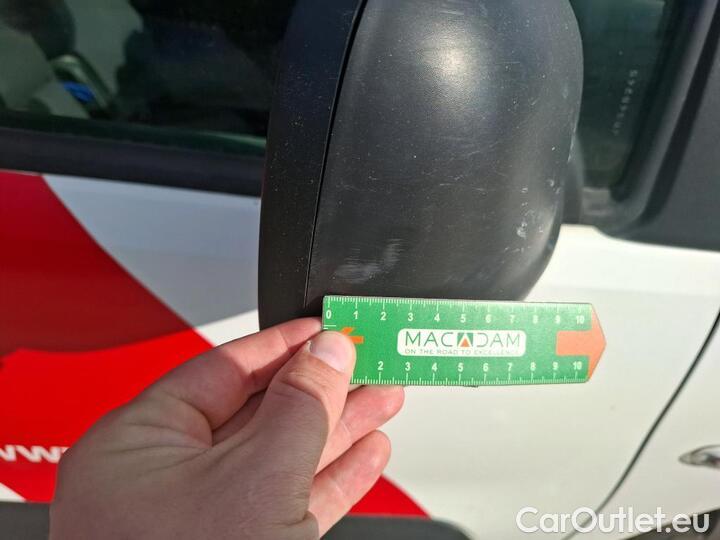 0 1 2 3 4 5 6 7 8 9 10
MACADAM
ON THE ROAD TO EXCELLENCE
2 3 4 5 6 7 8 9 10
CarOutlet.eu